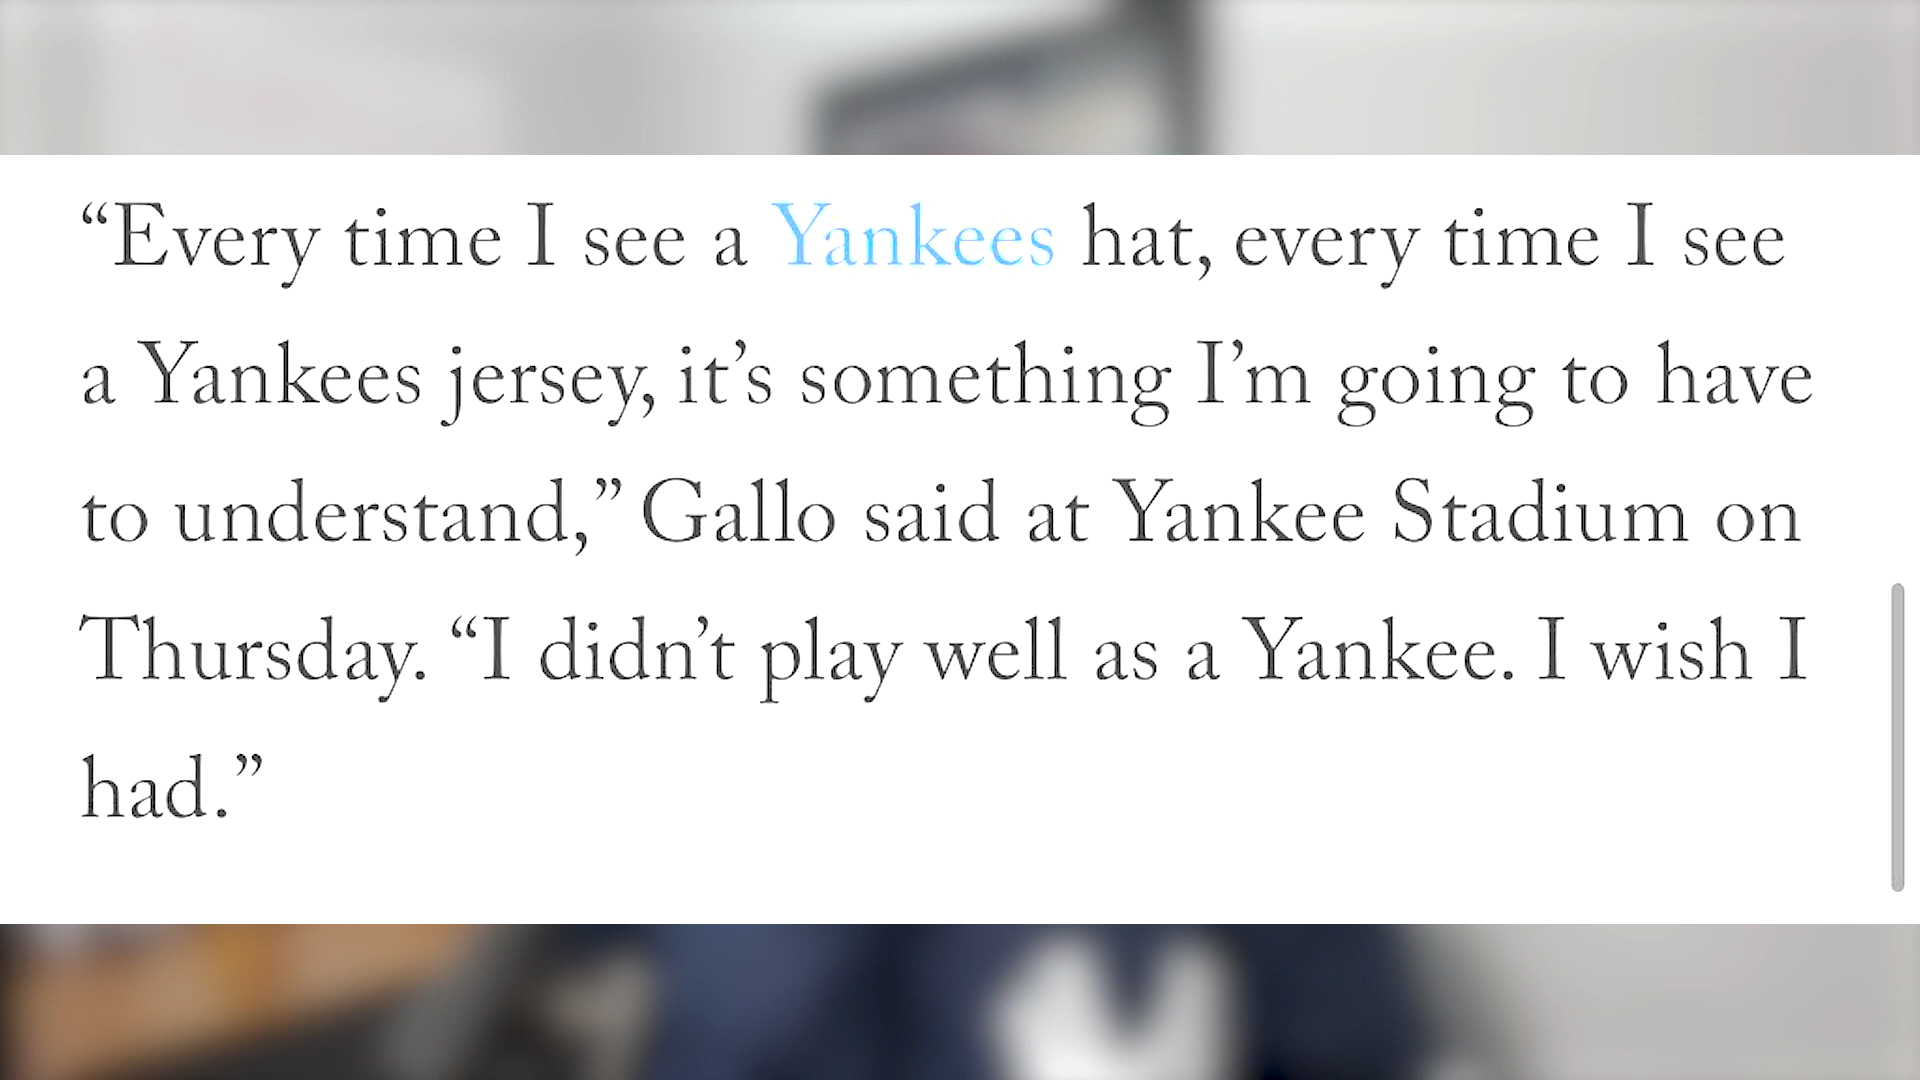 “Every time I see a Yankees hat, every time I see
a Yankees jersey, it’s something I’m going to have
to understand,” Gallo said at Yankee Stadium on
Thursday. “I didn’t play well as a Yankee. I wish I
had.”